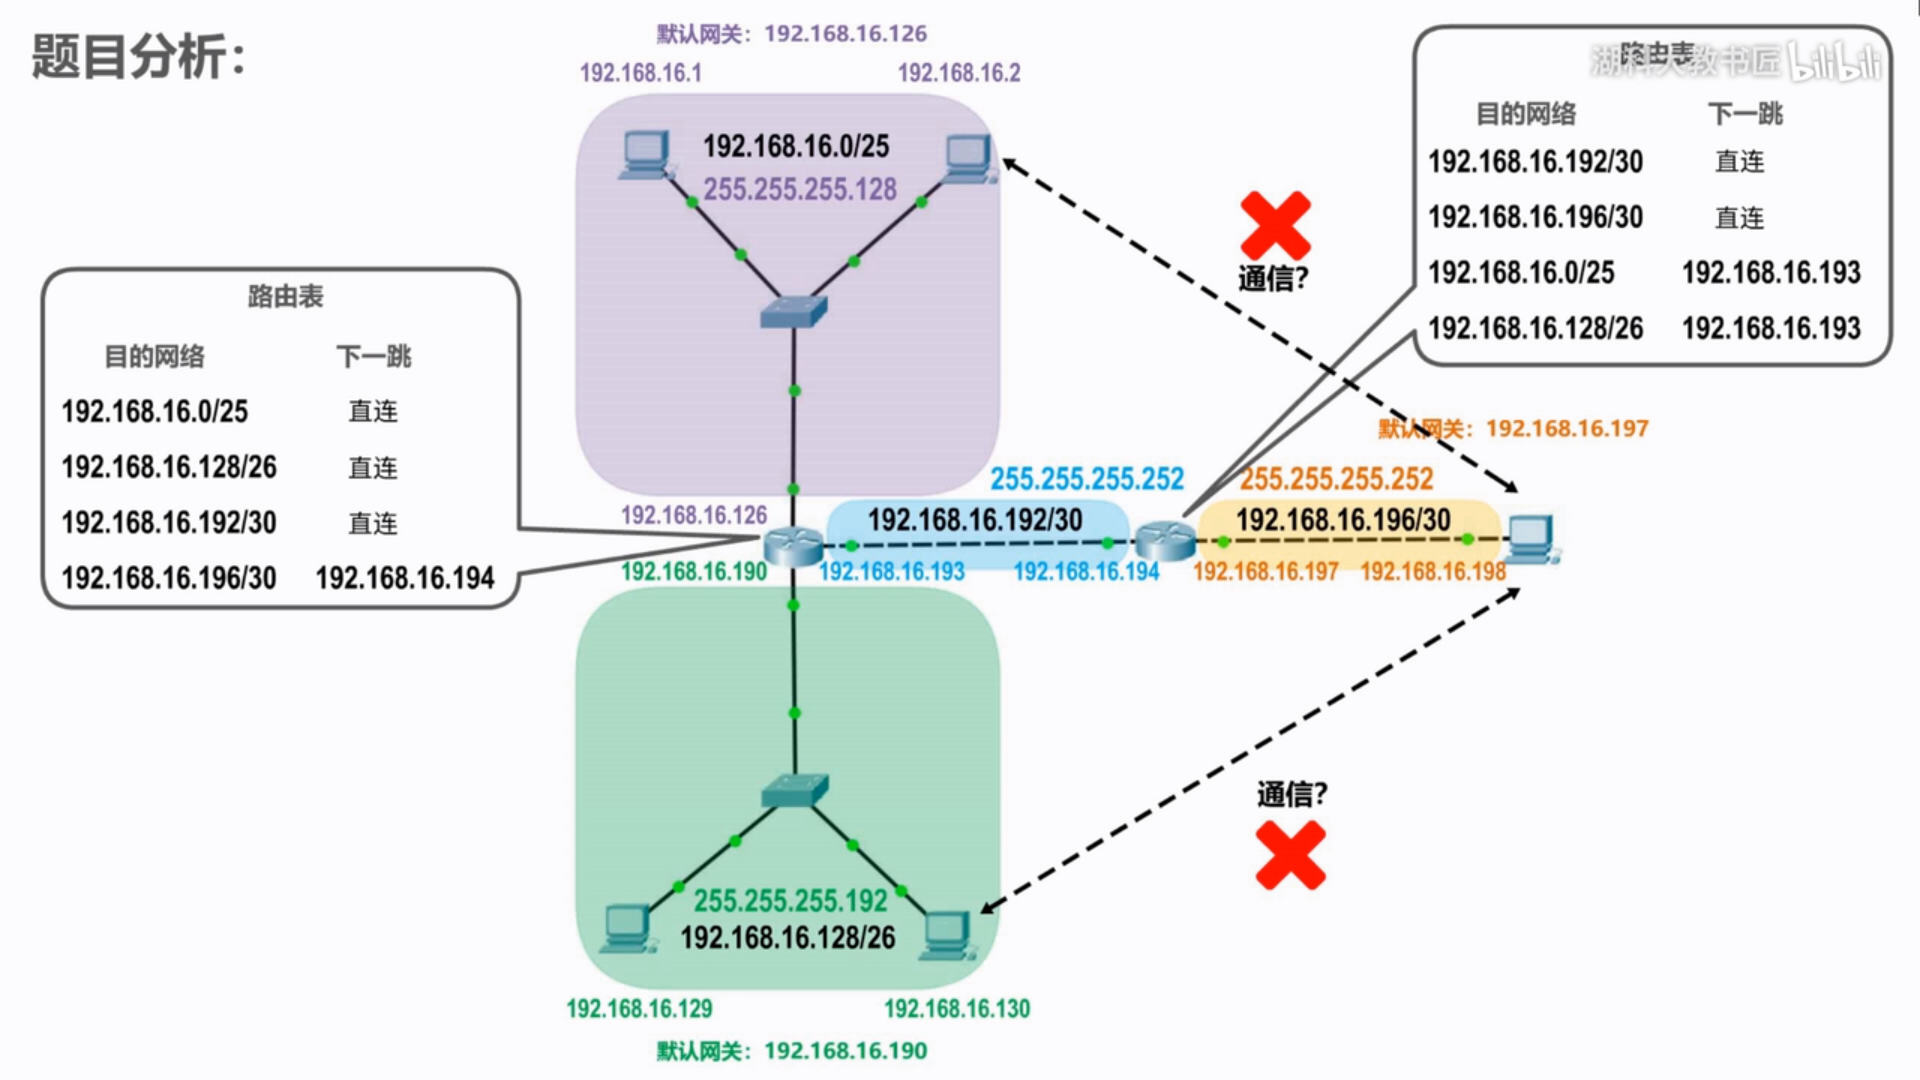 题目分析：
默认网关：192.168.16.126
192.168.16.1
192.168.16.2
192.168.16.0/25
255.255.255.128
路由表
目的网络 下一跳
192.168.16.0/25 直连
192.168.16.128/26 直连
192.168.16.192/30 直连
192.168.16.196/30 192.168.16.194
路由表
湖科大教书匠 bilibili
目的网络 下一跳
192.168.16.192/30 直连
192.168.16.196/30 直连
192.168.16.0/25 192.168.16.193
192.168.16.128/26 192.168.16.193
通信?
默认网关：192.168.16.197
255.255.255.252
255.255.255.252
192.168.16.126
192.168.16.192/30
192.168.16.196/30
192.168.16.190
192.168.16.193
192.168.16.194
192.168.16.197
192.168.16.198
通信?
255.255.255.192
192.168.16.128/26
192.168.16.129
192.168.16.130
默认网关：192.168.16.190